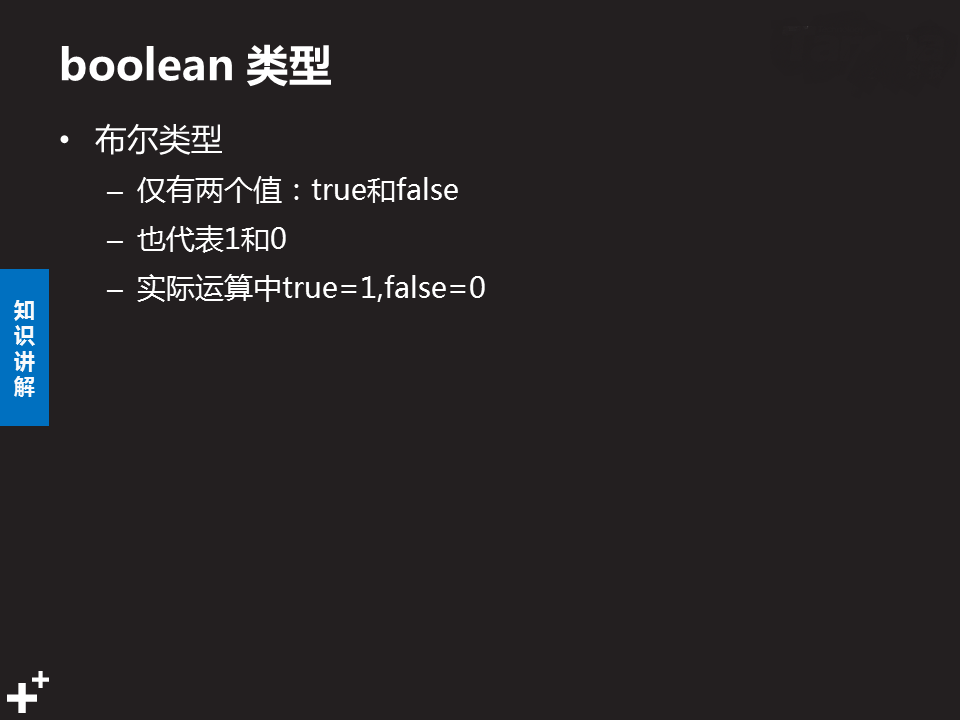 boolean 类型
• 布尔类型
– 仅有两个值：true和false
– 也代表1和0
– 实际运算中true=1,false=0
知
识
讲
解